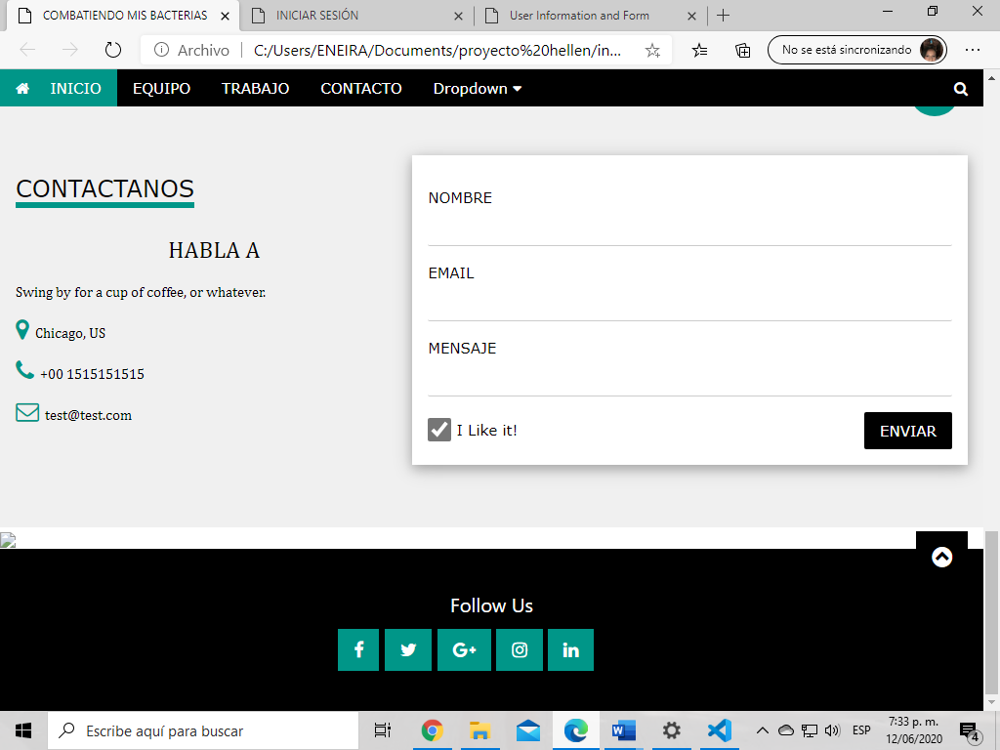 COMBATIENDO MIS BACTERIAS
INICIAR SESIÓN
User Information and Form
Archivo
C:/Users/ENEIRA/Documents/proyecto%20hellen/in...
No se está sincronizando
INICIO
EQUIPO
TRABAJO
CONTACTO
Dropdown
CONTACTANOS
HABLA A
Swing by for a cup of coffee, or whatever.
Chicago, US
+00 1515151515
test@test.com
NOMBRE
EMAIL
MENSAJE
I Like it!
ENVIAR
Follow Us
Escribe aquí para buscar
ESP
7:33 p. m.
12/06/2020
4